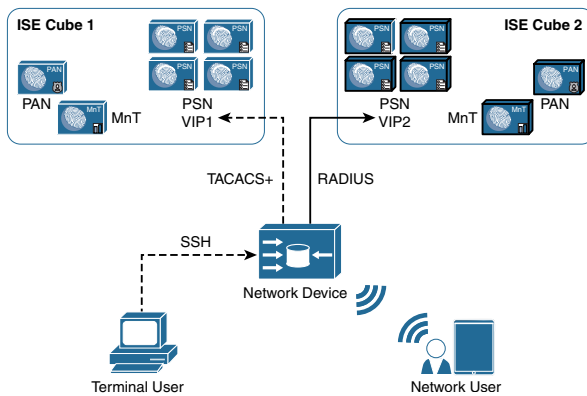 ISE Cube 1
PSN PSN
PSN PSN
PAN
PAN
MnT
MnT
PSN
VIP1
ISE Cube 2
PSN PSN
PSN PSN
PAN
PAN
MnT
MnT
PSN
VIP2
TACACS+
RADIUS
SSH
Network Device
Terminal User
Network User